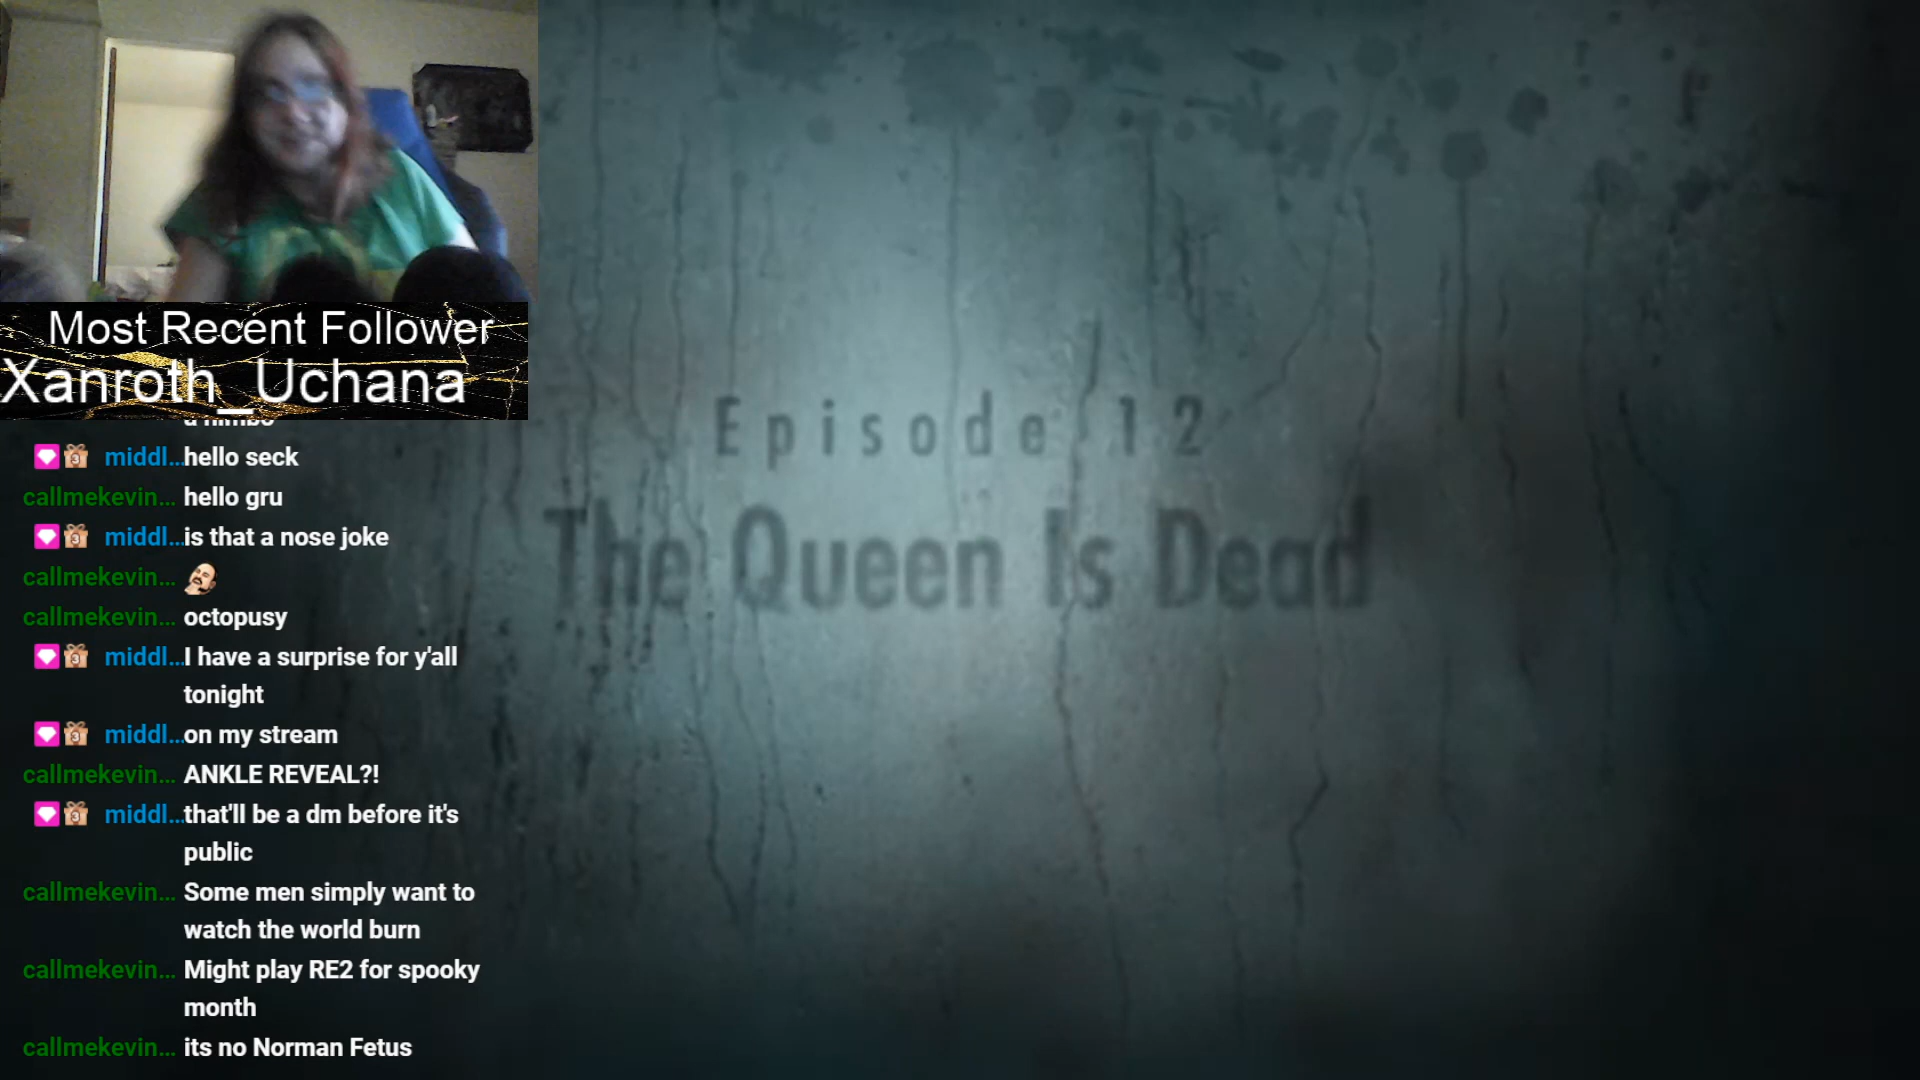 Most Recent Follower
Xanroth_Uchana
middl...hello seck
callmekevin... hello gru
middl...is that a nose joke
callmekevin...
callmekevin... octopusy
middl...I have a surprise for y'all
tonight
middl...on my stream
callmekevin... ANKLE REVEAL?!
middl...that'll be a dm before it's
public
callmekevin... Some men simply want to
watch the world burn
callmekevin... Might play RE2 for spooky
month
callmekevin... its no Norman Fetus
Episode 12
The Queen Is Dead